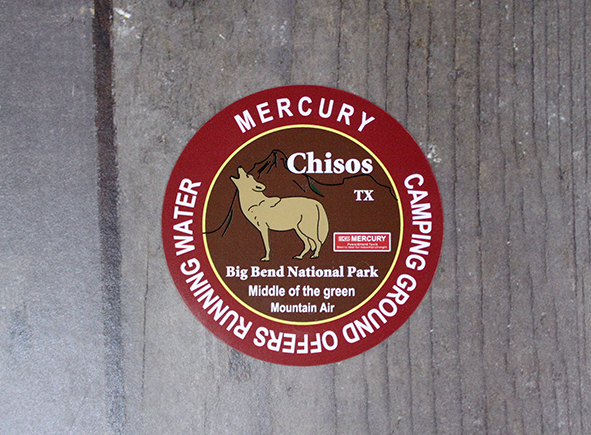 MERCURY
Chisos
TX
MERCURY
Big Bend National Park
Middle of the green
Mountain Air
CAMPING GROUND OFFERS RUNNING WATER